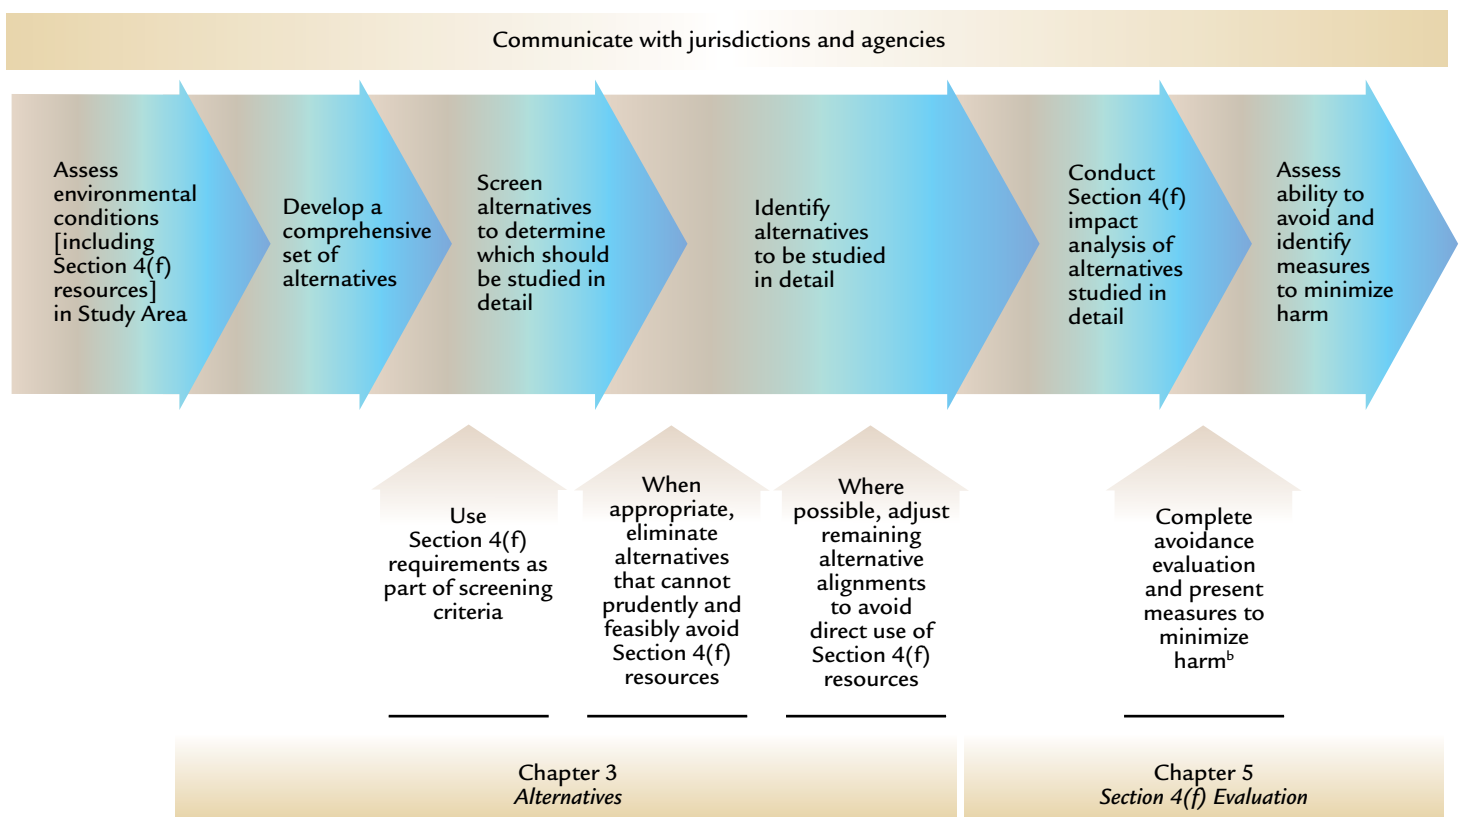 Communicate with jurisdictions and agencies
Assess
environmental
conditions
[including
Section 4(f)
resources]
in Study Area
Develop a
comprehensive
set of
alternatives
Screen
alternatives
to determine
which should
be studied in
detail
Identify
alternatives
to be studied
in detail
Conduct
Section 4(f)
impact
analysis of
alternatives
studied in
detail
Assess
ability to
avoid and
identify
measures
to minimize
harm
Use
Section 4(f)
requirements as
part of screening
criteria
When
appropriate,
eliminate
alternatives
that cannot
prudently and
feasibly avoid
Section 4(f)
resources
Where
possible, adjust
remaining
alternative
alignments
to avoid
direct use of
Section 4(f)
resources
Complete
avoidance
evaluation
and present
measures to
minimize
harmᵇ
Chapter 3
Alternatives
Chapter 5
Section 4(f) Evaluation